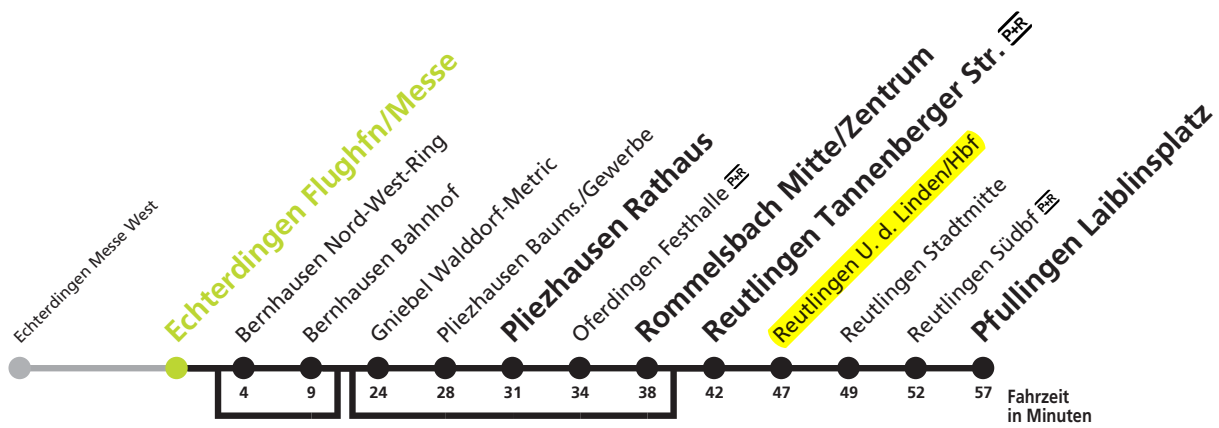 Echterdingen Messe West
Echterdingen Flughfn/Messe
Bernhausen Nord-West-Ring
Bernhausen Bahnhof
Gniebel Walddorf-Metric
Pliezhausen Baums./Gewerbe
Pliezhausen Rathaus
Oferdingen Festhalle P+R
Rommelsbach Mitte/Zentrum
Reutlingen Tannenberger Str. P+R
Reutlingen U. d. Linden/Hbf
Reutlingen Stadtmitte
Reutlingen Südbf P+R
Pfullingen Laiblinsplatz
4 9 24 28 31 34 38 42 47 49 52 57
Fahrzeit
in Minuten